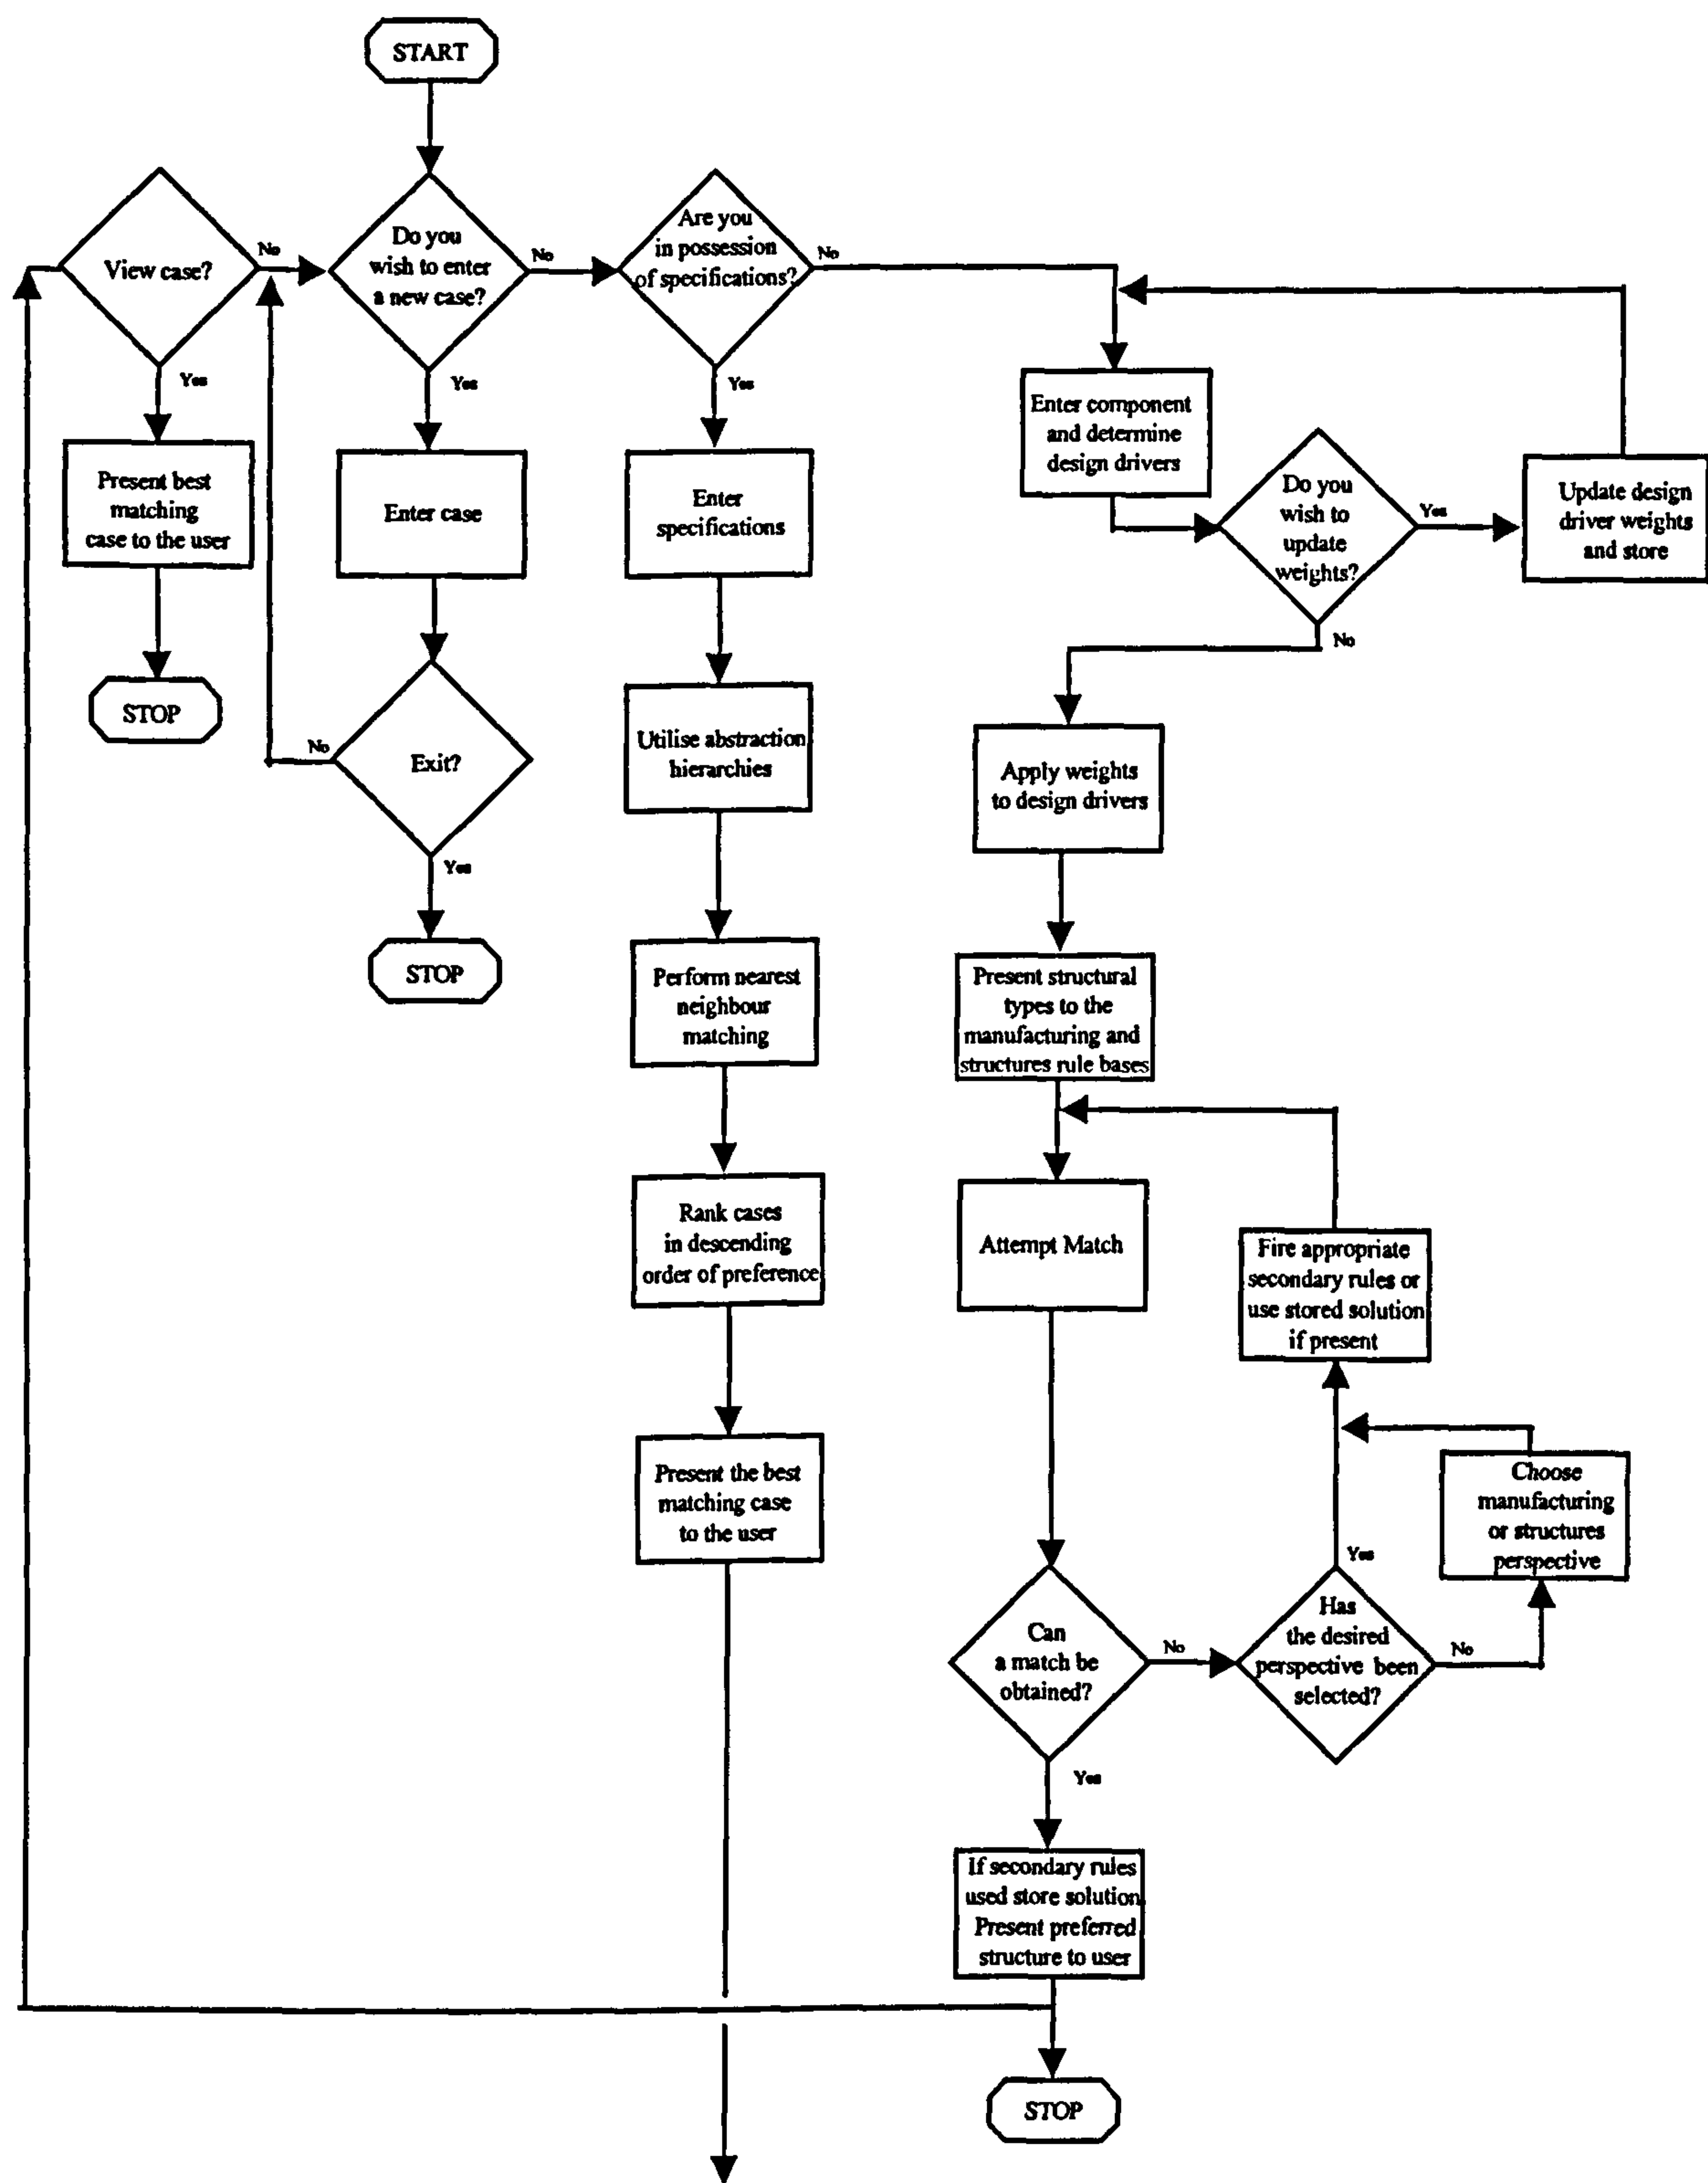 START
View case?
No
Yes
Present best
matching
case to the user
STOP
Do you
wish to enter
a new case?
No
Yes
Enter case
Exit?
No
Yes
STOP
Are you
in possession
of specifications?
No
Yes
Enter
specifications
Utilise abstraction
hierarchies
Perform nearest
neighbour
matching
Rank cases
in descending
order of preference
Present the best
matching case
to the user
Enter component
and determine
design drivers
Do you
wish to
update
weights?
Yes
No
Update design
driver weights
and store
Apply weights
to design drivers
Present structural
types to the
manufacturing and
structures rule bases
Attempt Match
Fire appropriate
secondary rules or
use stored solution
if present
Choose
manufacturing
or structures
perspective
Can
a match be
obtained?
No
Yes
Has
the desired
perspective been
selected?
Yes
No
If secondary rules
used store solution
Present preferred
structure to user
STOP